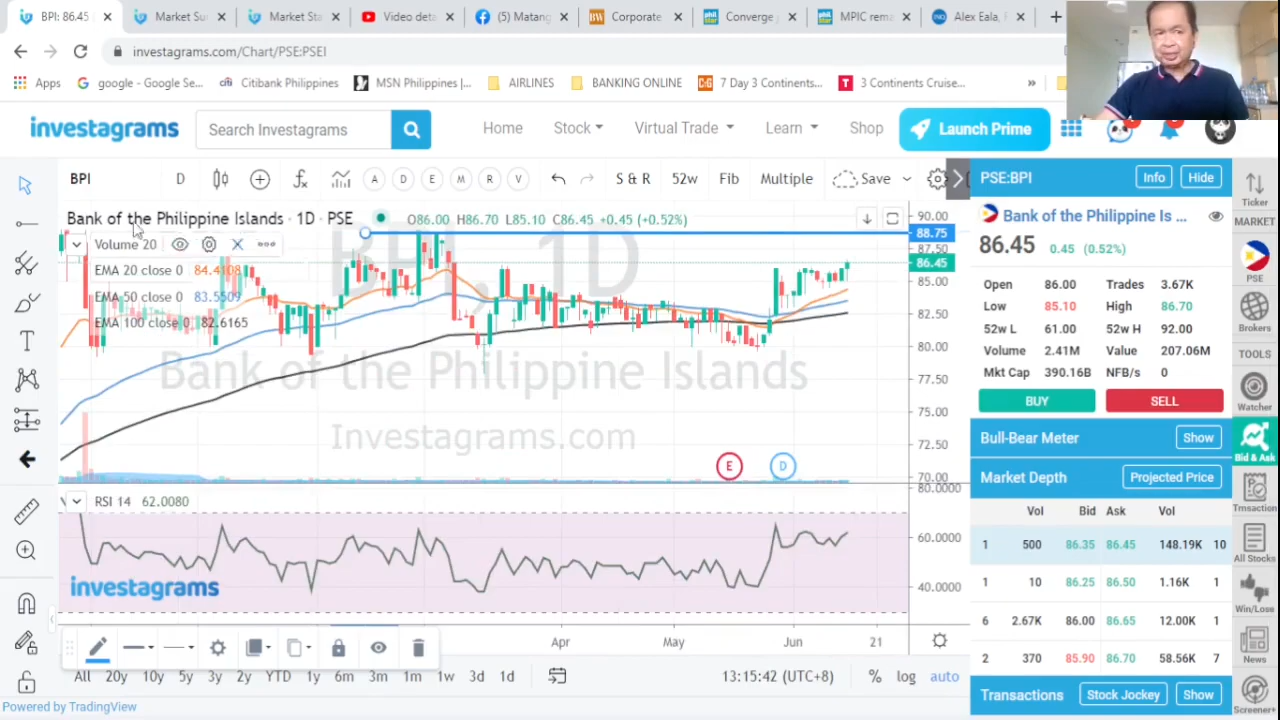 BPI: 86.45
Market Su
Market Sta
Video deta
(5) Matang
Corporate
Converge
MPIC rema
Alex Eala,
investagrams.com/Chart/PSE:PSEI
Apps
google - Google Se...
Citibank Philippines
MSN Philippines |...
AIRLINES
BANKING ONLINE
7 Day 3 Continents...
3 Continents Cruise...
»
investagrams
Search Investagrams
Home
Stock
Virtual Trade
Learn
Shop
Launch Prime
BPI
D
A
D
E
M
R
V
S & R
52w
Fib
Multiple
Save
Bank of the Philippine Islands · 1D · PSE
O86.00 H86.70 L85.10 C86.45 +0.45 (+0.52%)
Volume 20
EMA 20 close 0 84.4108
EMA 50 close 0 83.5509
EMA 100 close 0 82.6165
BPI, 1D
Bank of the Philippine Islands
Investagrams.com
90.00
88.75
87.50
86.45
85.00
82.50
80.00
77.50
75.00
72.50
70.00
E
D
RSI 14 62.0080
80.0000
60.0000
40.0000
investagrams
Apr
May
Jun
21
All
20y
10y
5y
3y
2y
YTD
1y
6m
3m
1m
1w
3d
1d
13:15:42 (UTC+8)
%
log
auto
Powered by TradingView
PSE:BPI
Info
Hide
Bank of the Philippine Is ...
86.45 0.45 (0.52%)
Open 86.00 Trades 3.67K
Low 85.10 High 86.70
52w L 61.00 52w H 92.00
Volume 2.41M Value 207.06M
Mkt Cap 390.16B NFB/s 0
BUY
SELL
Bull-Bear Meter
Show
Market Depth
Projected Price
Vol Bid Ask Vol
1 500 86.35 86.45 148.19K 10
1 10 86.25 86.50 1.16K 1
6 2.67K 86.00 86.65 12.00K 1
2 370 85.90 86.70 58.56K 7
Transactions
Stock Jockey
Show
Ticker
MARKET
PSE
Brokers
TOOLS
Watcher
Bid & Ask
Trnsaction
All Stocks
Win/Lose
News
Screener+